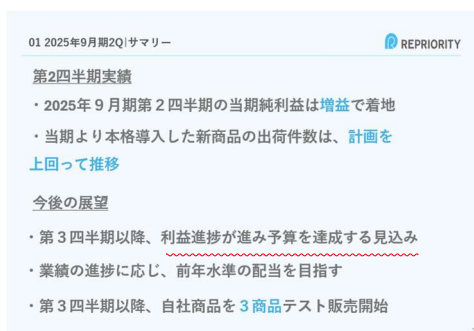 01 2025年9月期2Q|サマリー
REPRIORITY
第2四半期実績
・2025年９月期第２四半期の当期純利益は増益で着地
・当期より本格導入した新商品の出荷件数は、計画を
上回って推移
今後の展望
・第３四半期以降、利益進捗が進み予算を達成する見込み
・業績の進捗に応じ、前年水準の配当を目指す
・第３四半期以降、自社商品を３商品テスト販売開始